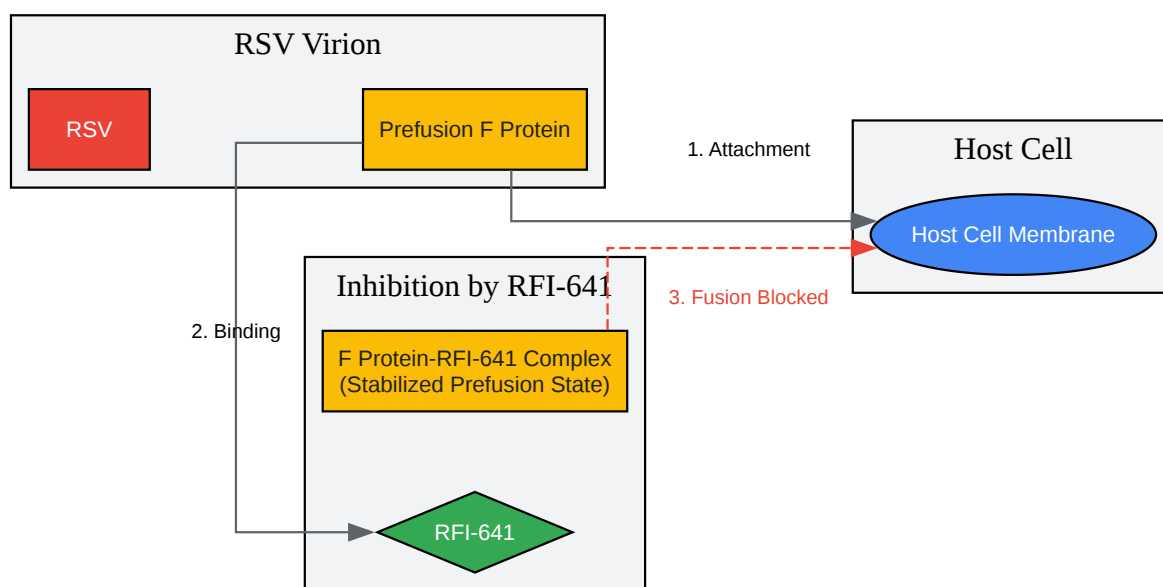 RSV Virion
RSV
Prefusion F Protein
1. Attachment
Host Cell
Host Cell Membrane
Inhibition by RFI-641
3. Fusion Blocked
2. Binding
F Protein-RFI-641 Complex
(Stabilized Prefusion State)
RFI-641